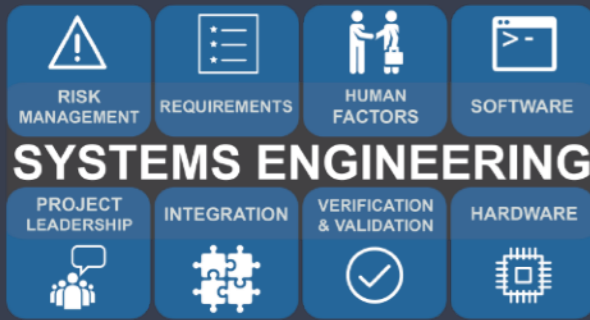 RISK
MANAGEMENT
REQUIREMENTS
HUMAN
FACTORS
SOFTWARE
SYSTEMS ENGINEERING
PROJECT
LEADERSHIP
INTEGRATION
VERIFICATION
& VALIDATION
HARDWARE